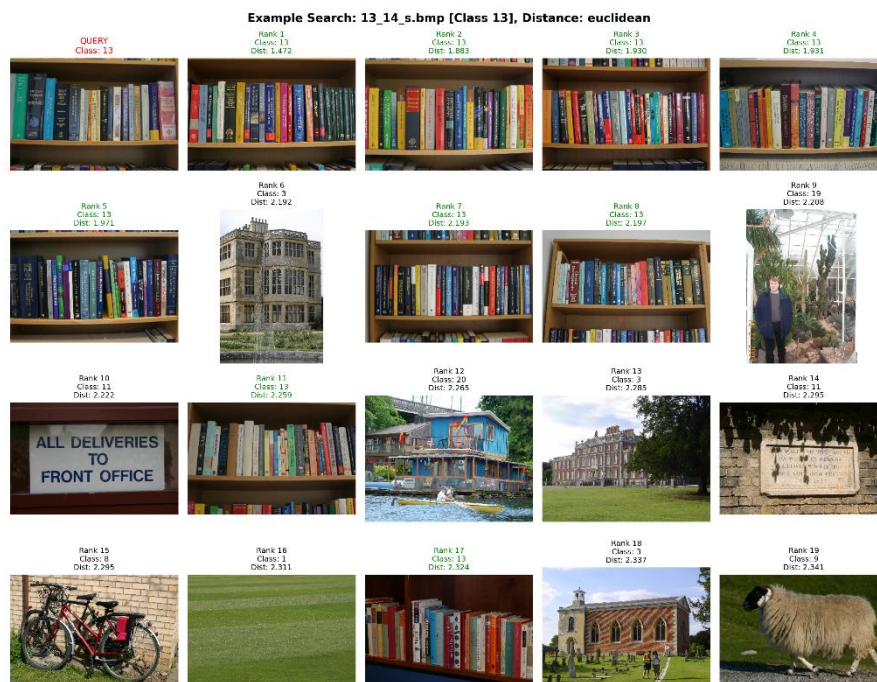 Example Search: 13_14_s.bmp [Class 13], Distance: euclidean
QUERY
Class: 13
Rank 1
Class: 13
Dist: 1.472
Rank 2
Class: 13
Dist: 1.883
Rank 3
Class: 13
Dist: 1.930
Rank 4
Class: 13
Dist: 1.931
Rank 5
Class: 13
Dist: 1.971
Rank 6
Class: 3
Dist: 2.192
Rank 7
Class: 13
Dist: 2.193
Rank 8
Class: 13
Dist: 2.197
Rank 9
Class: 19
Dist: 2.208
Rank 10
Class: 11
Dist: 2.222
ALL DELIVERIES
TO
FRONT OFFICE
Rank 11
Class: 13
Dist: 2.259
Rank 12
Class: 20
Dist: 2.265
Rank 13
Class: 3
Dist: 2.285
Rank 14
Class: 11
Dist: 2.295
Rank 15
Class: 8
Dist: 2.295
Rank 16
Class: 1
Dist: 2.311
Rank 17
Class: 13
Dist: 2.324
Rank 18
Class: 3
Dist: 2.337
Rank 19
Class: 9
Dist: 2.341